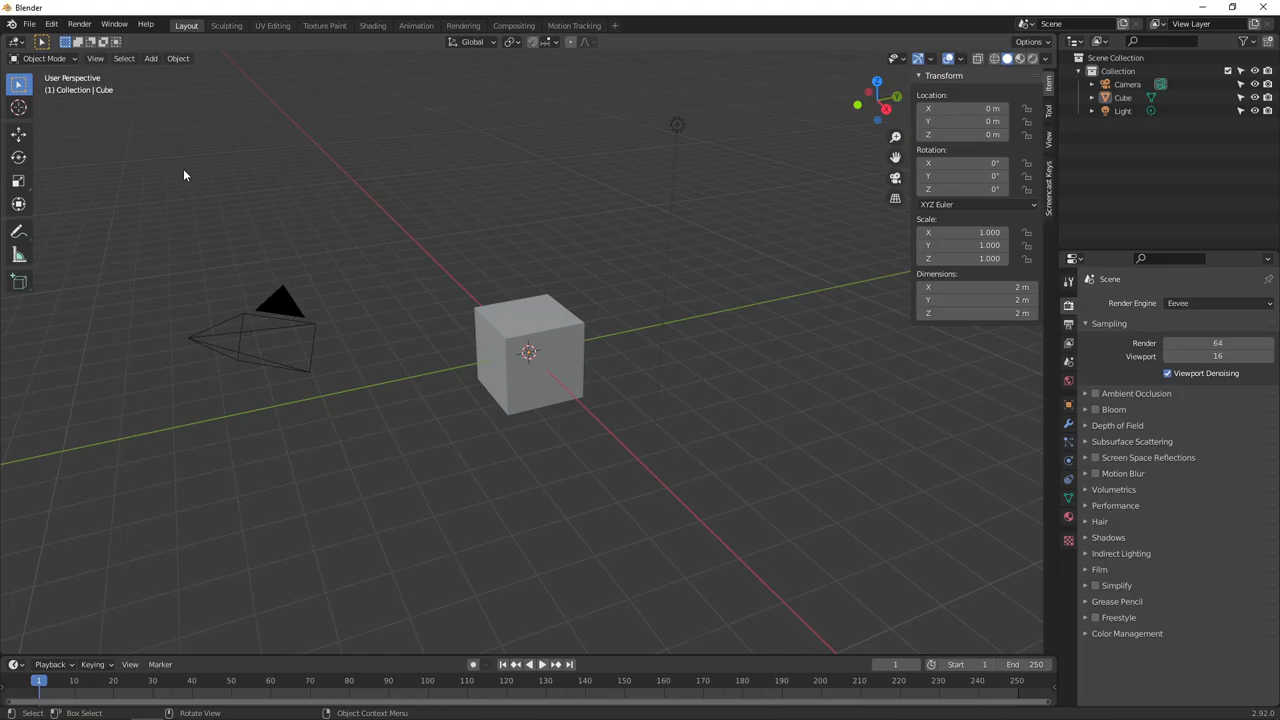 Blender
File Edit Render Window Help Layout Sculpting UV Editing Texture Paint Shading Animation Rendering Compositing Motion Tracking + Scene View Layer
Global Options
Object Mode View Select Add Object
User Perspective
(1) Collection | Cube
X
Y
Z
Transform
Location:
X 0 m
Y 0 m
Z 0 m
Rotation:
X 0°
Y 0°
Z 0°
XYZ Euler
Scale:
X 1.000
Y 1.000
Z 1.000
Dimensions:
X 2 m
Y 2 m
Z 2 m
Item
Tool
View
Screencast Keys
Scene Collection
Collection
Camera
Cube
Light
Scene
Render Engine Eevee
Sampling
Render 64
Viewport 16
Viewport Denoising
Ambient Occlusion
Bloom
Depth of Field
Subsurface Scattering
Screen Space Reflections
Motion Blur
Volumetrics
Performance
Hair
Shadows
Indirect Lighting
Film
Simplify
Grease Pencil
Freestyle
Color Management
Playback Keying View Marker 1 Start 1 End 250
1 10 20 30 40 50 60 70 80 90 100 110 120 130 140 150 160 170 180 190 200 210 220 230 240 250
Select Box Select Rotate View Object Context Menu 2.92.0